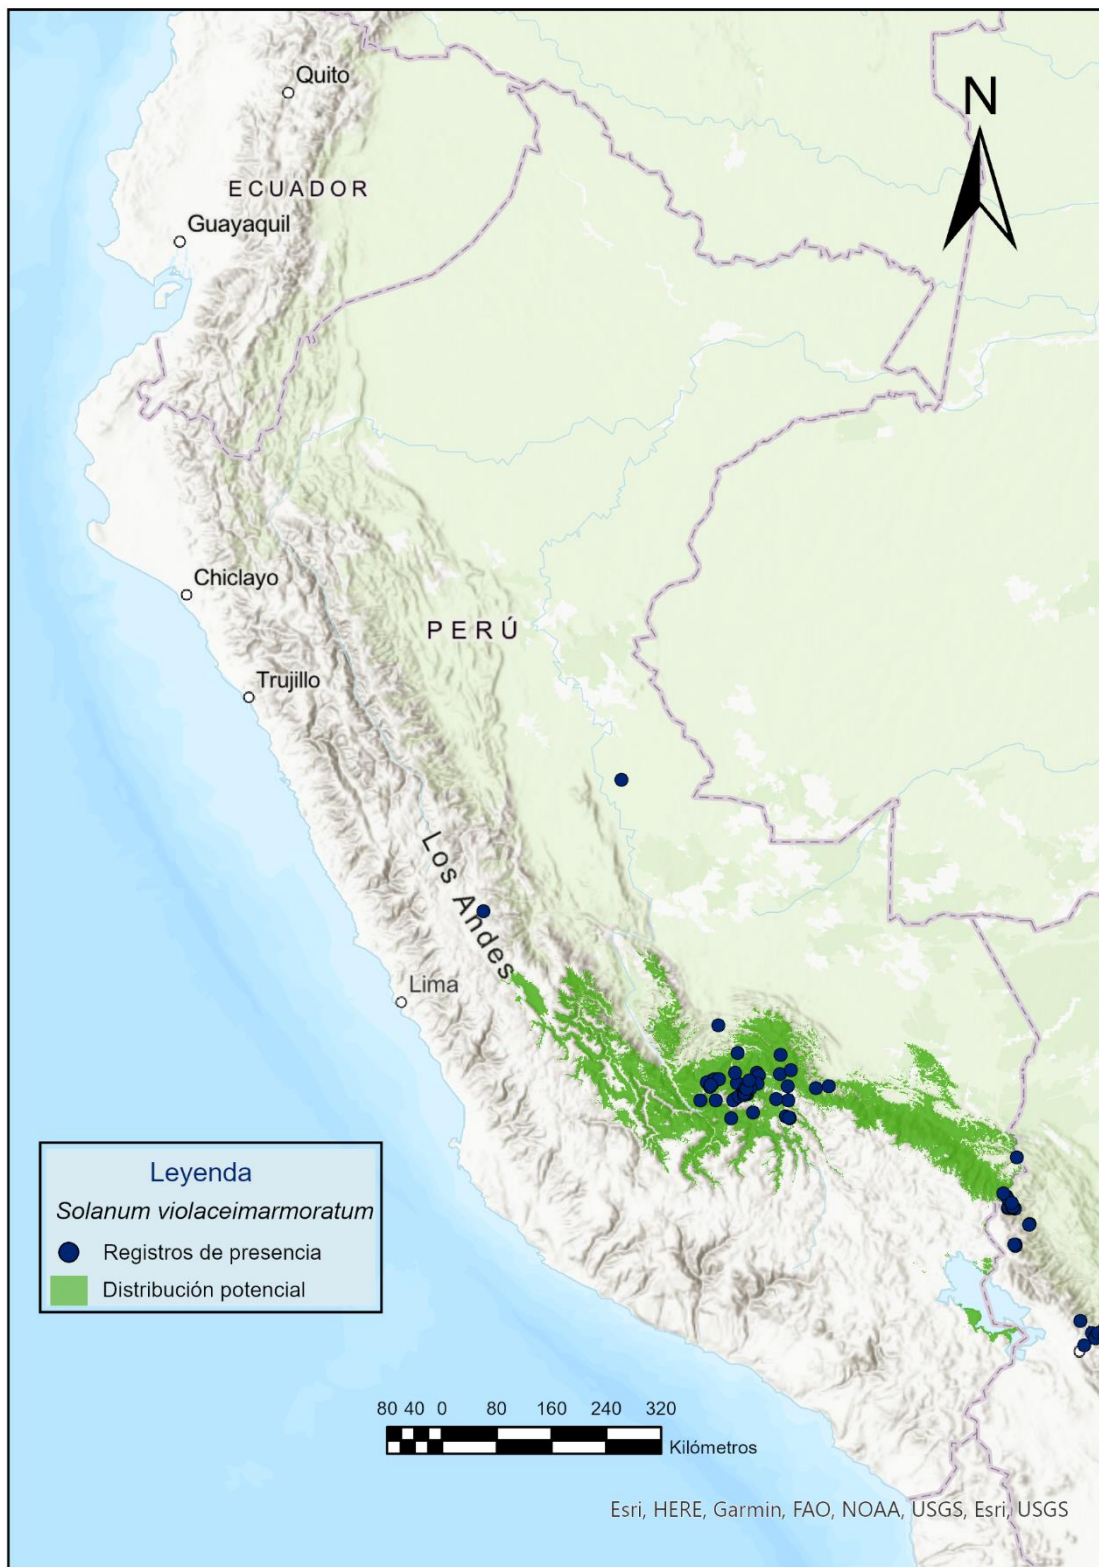 Quito
N
ECUADOR
Guayaquil
Chiclayo
PERÚ
Trujillo
Los Andes
Lima
Leyenda
Solanum violaceimarmoratum
Registros de presencia
Distribución potencial
80 40 0 80 160 240 320
Kilómetros
Esri, HERE, Garmin, FAO, NOAA, USGS, Esri, USGS